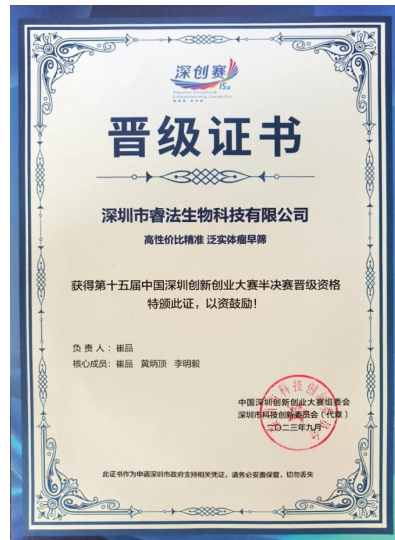 深创赛
15th
晋级证书
深圳市睿法生物科技有限公司
高性价比精准 泛实体瘤早筛
获得第十五届中国深圳创新创业大赛半决赛晋级资格
特颁此证，以资鼓励！
负 责 人：崔品
核心成员：崔品 黄炳顶 李明毅
中国深圳创新创业大赛组委会
深圳市科技创新委员会（代章）
二〇二三年九月
此证书作为申请深圳市政府支持相关凭证，请务必妥善保管，切勿丢失